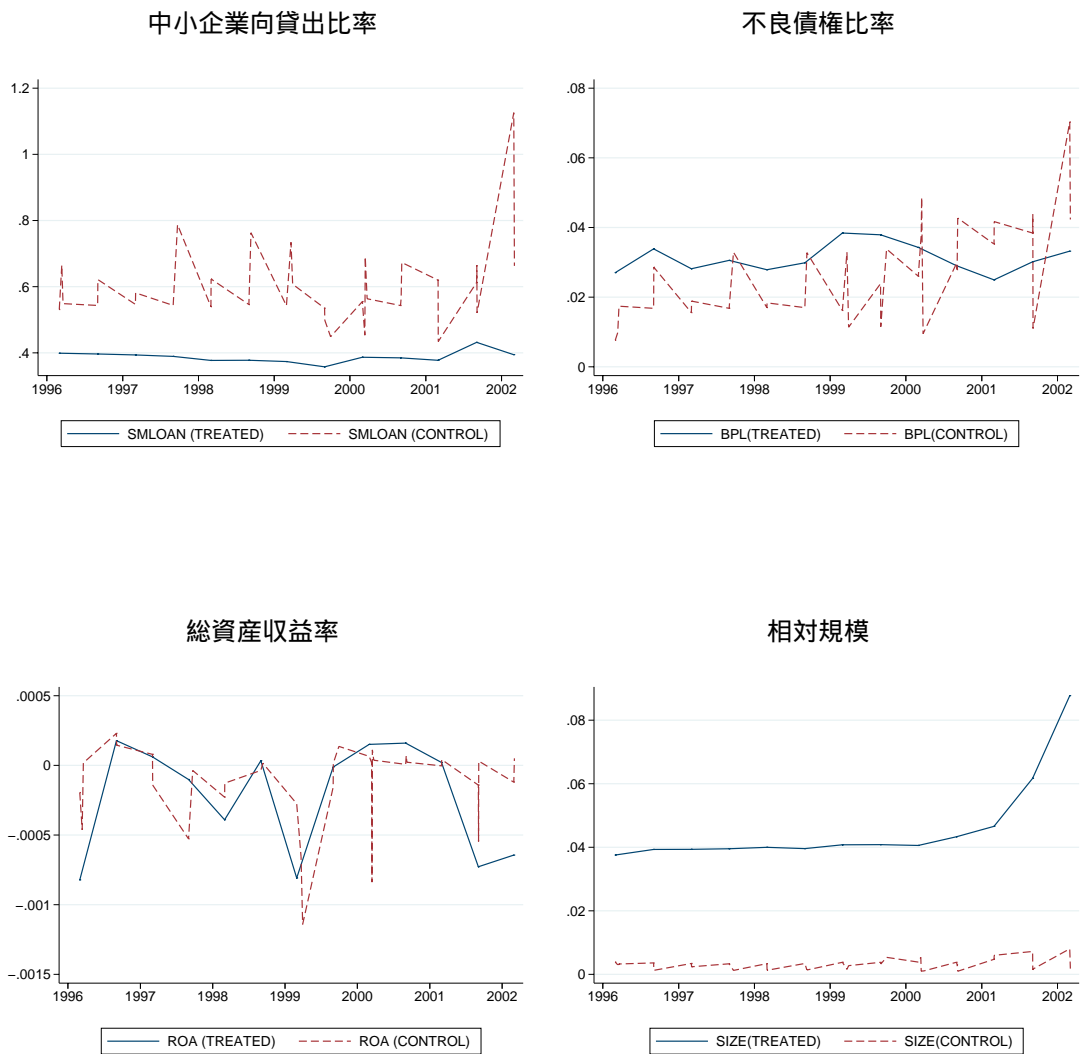 中小企業向貸出比率
1.2
1
.8
.6
.4
1996 1997 1998 1999 2000 2001 2002
SMLOAN (TREATED) SMLOAN (CONTROL)
不良債権比率
.08
.06
.04
.02
0
1996 1997 1998 1999 2000 2001 2002
BPL(TREATED) BPL(CONTROL)
総資産収益率
.0005
0
−.0005
−.001
−.0015
1996 1997 1998 1999 2000 2001 2002
ROA (TREATED) ROA (CONTROL)
相対規模
.08
.06
.04
.02
0
1996 1997 1998 1999 2000 2001 2002
SIZE(TREATED) SIZE(CONTROL)